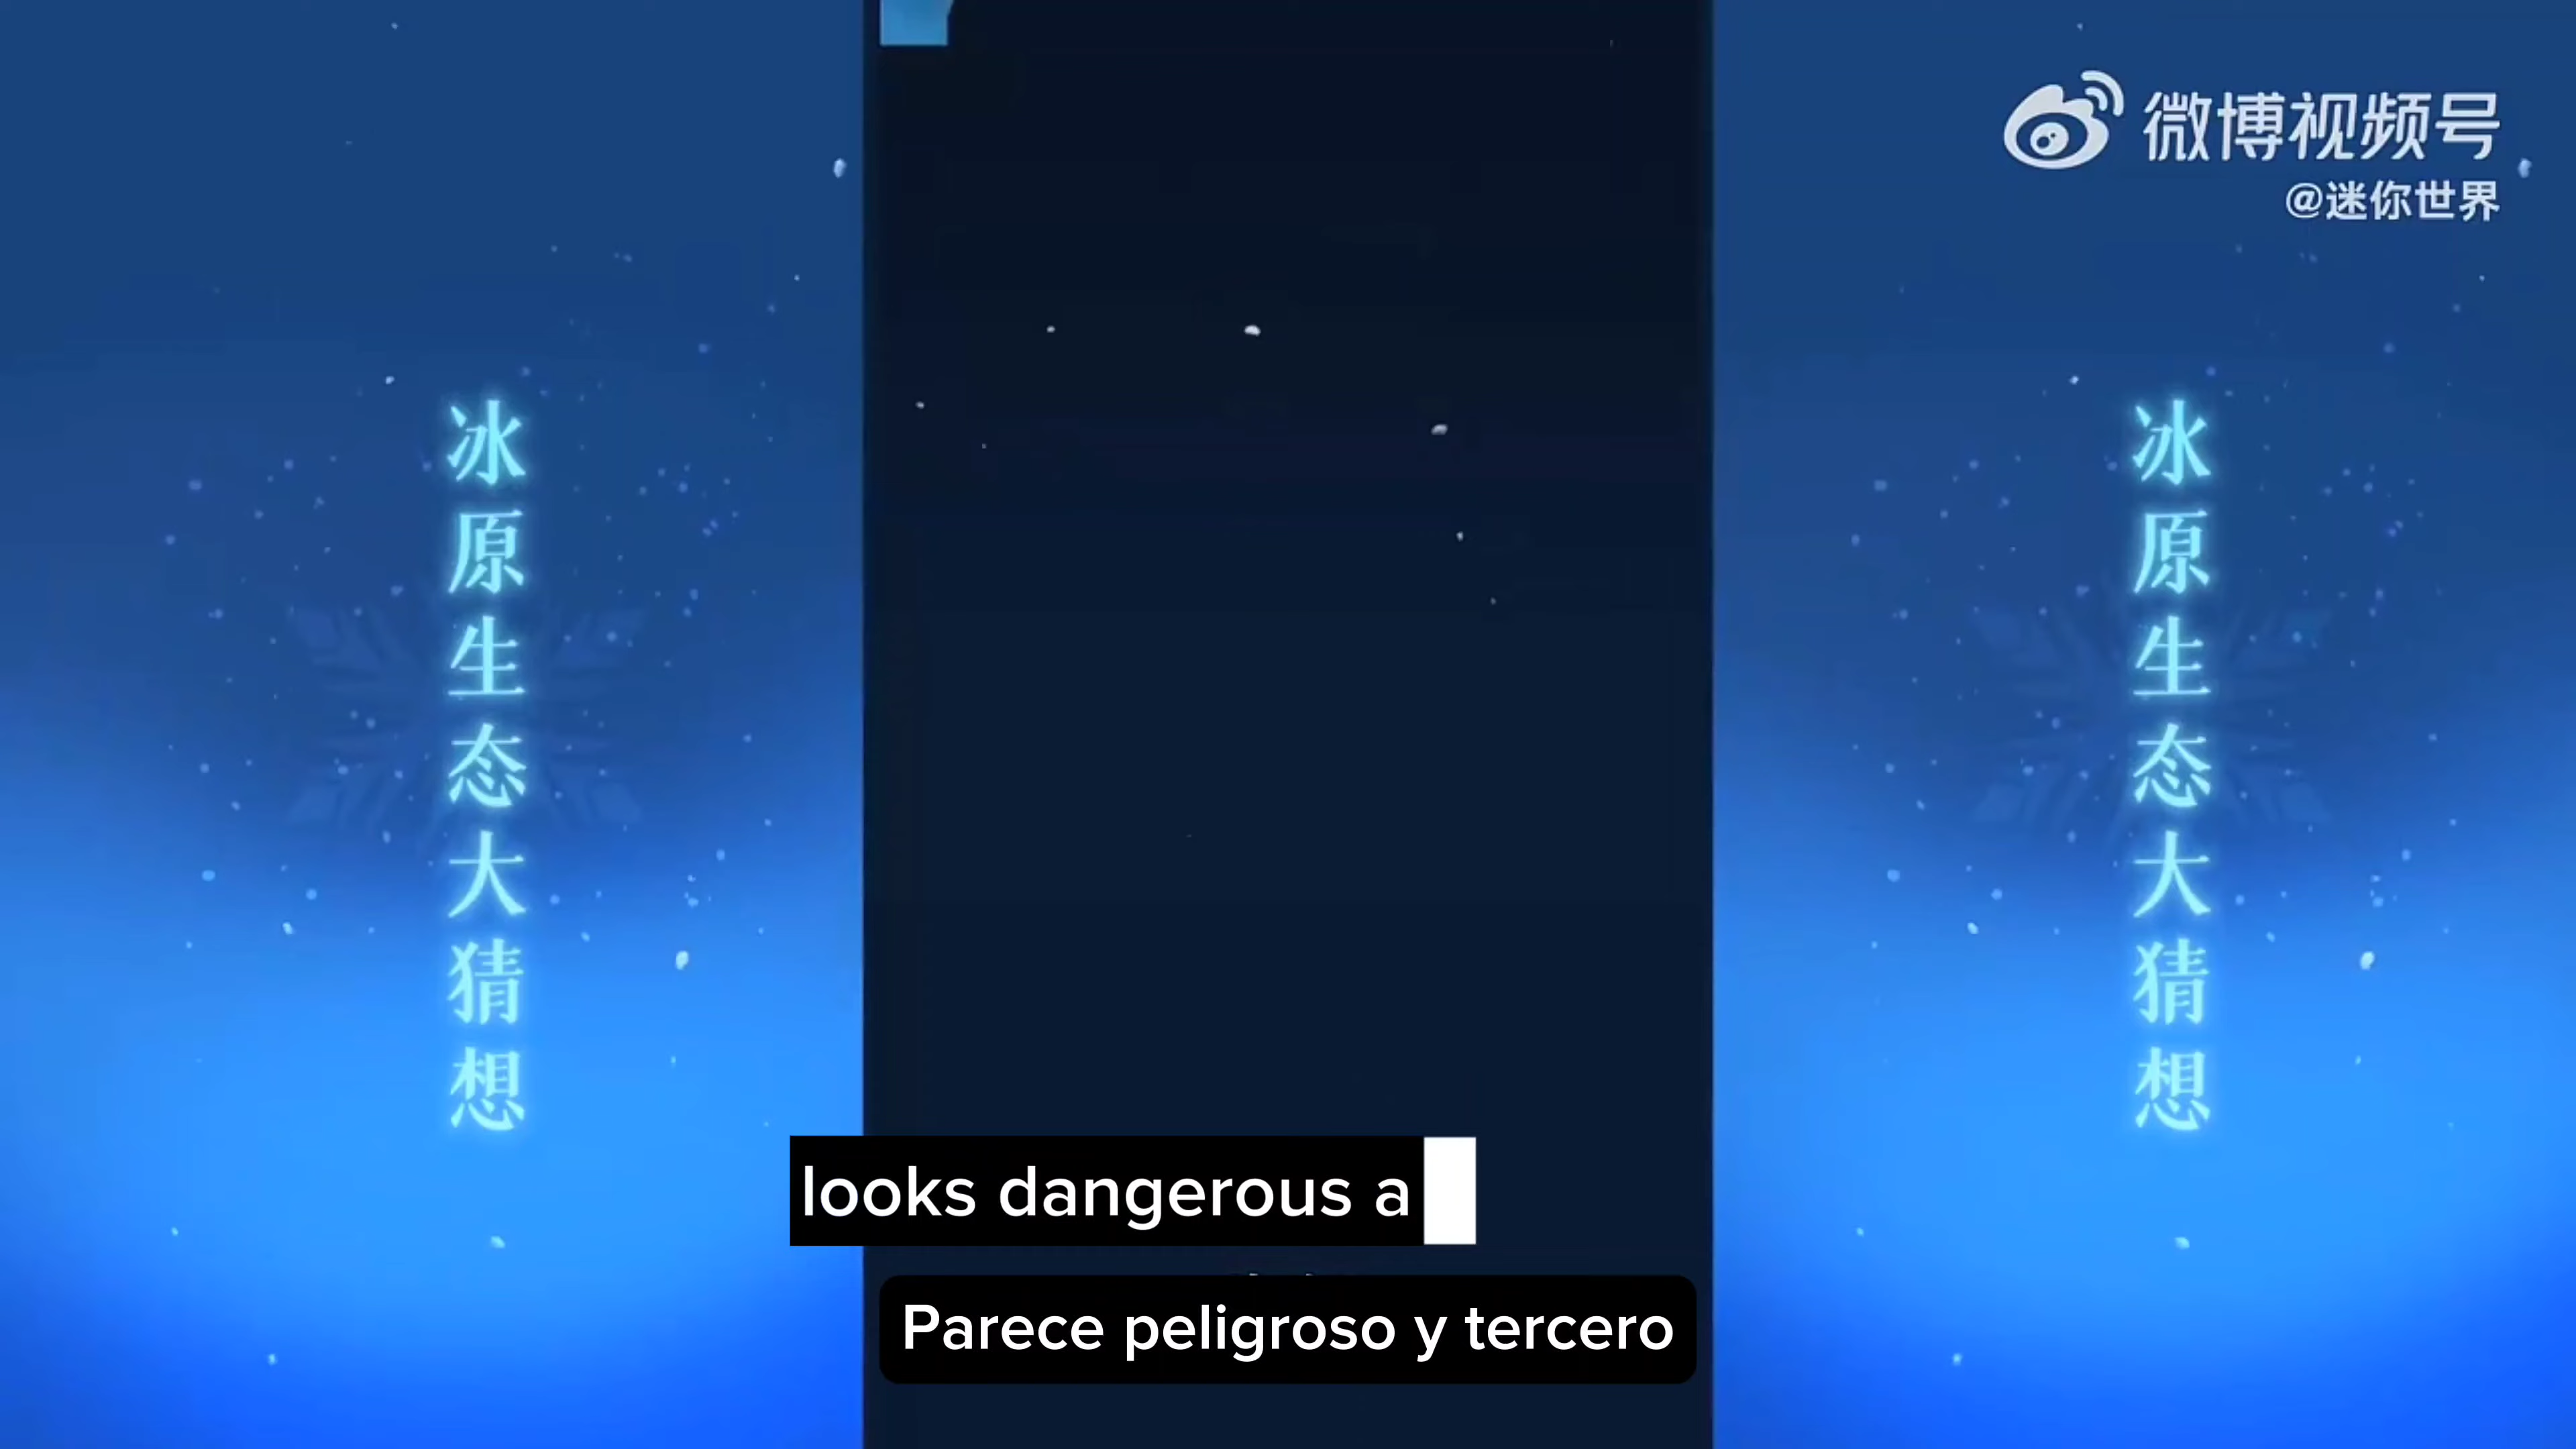 微博视频号
@迷你世界
冰原生态大猜想
冰原生态大猜想
looks dangerous a
Parece peligroso y tercero